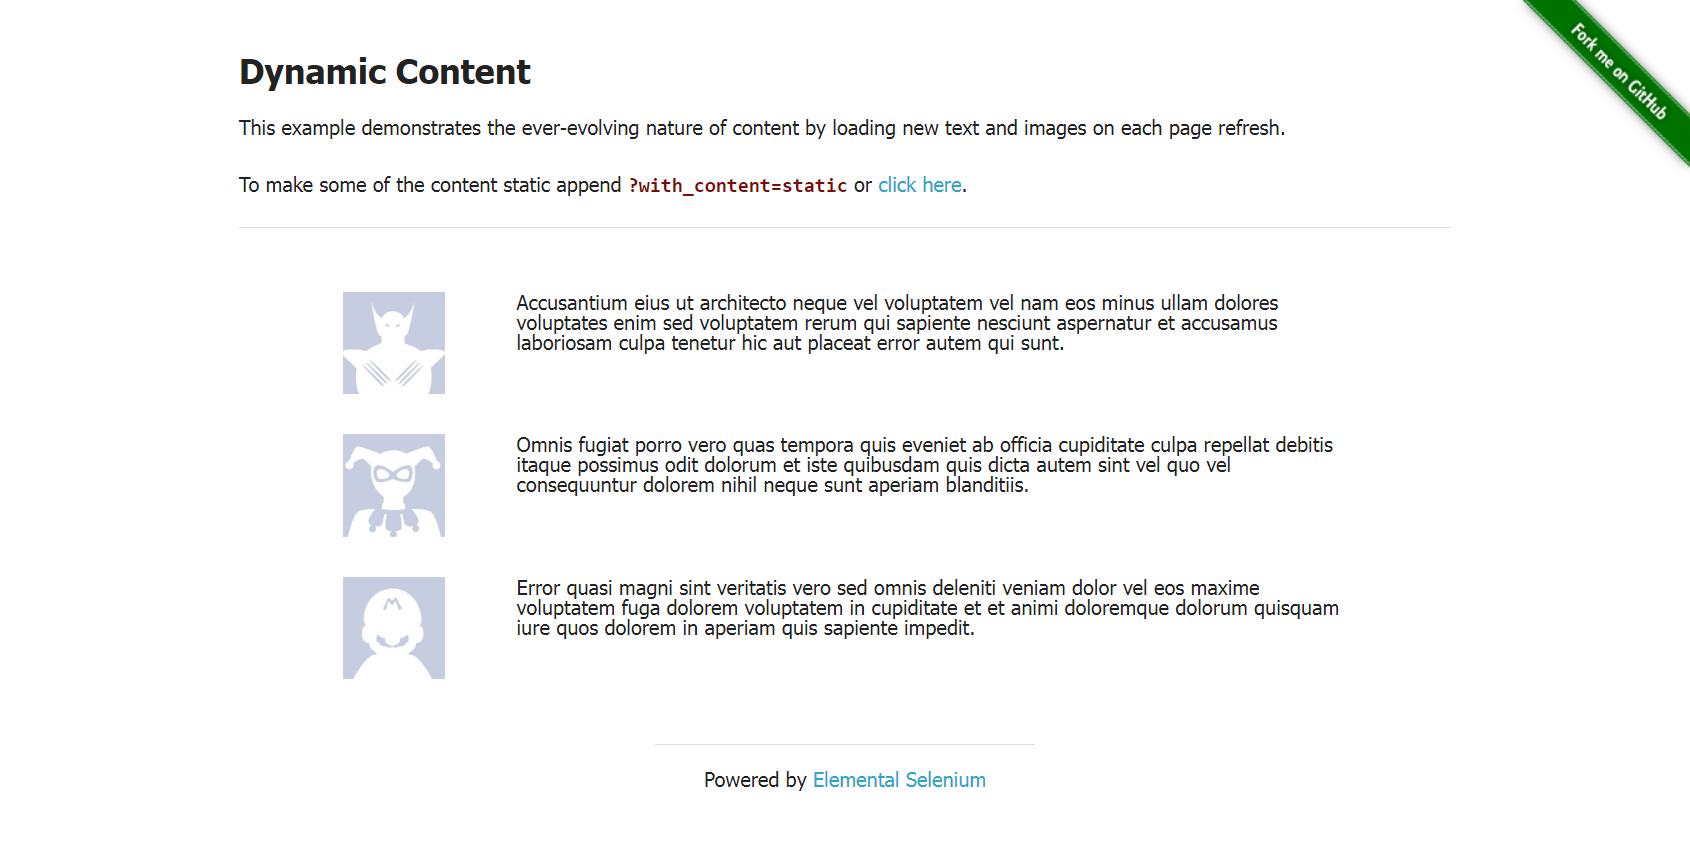 Fork me on GitHub
Dynamic Content
This example demonstrates the ever-evolving nature of content by loading new text and images on each page refresh.
To make some of the content static append ?with_content=static or click here.
Accusantium eius ut architecto neque vel voluptatem vel nam eos minus ullam dolores
voluptates enim sed voluptatem rerum qui sapiente nesciunt aspernatur et accusamus
laboriosam culpa tenetur hic aut placeat error autem qui sunt.
Omnis fugiat porro vero quas tempora quis eveniet ab officia cupiditate culpa repellat debitis
itaque possimus odit dolorum et iste quibusdam quis dicta autem sint vel quo vel
consequuntur dolorem nihil neque sunt aperiam blanditiis.
Error quasi magni sint veritatis vero sed omnis deleniti veniam dolor vel eos maxime
voluptatem fuga dolorem voluptatem in cupiditate et et animi doloremque dolorum quisquam
iure quos dolorem in aperiam quis sapiente impedit.
Powered by Elemental Selenium